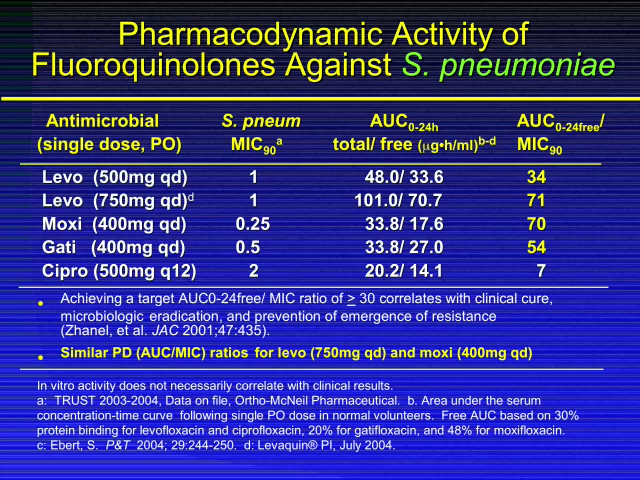 Pharmacodynamic Activity of
Fluoroquinolones Against S. pneumoniae
Antimicrobial S. pneum AUC0-24h AUC0-24free/
(single dose, PO) MIC90a total/ free (µg•h/ml)b-d MIC90
Levo (500mg qd) 1 48.0/ 33.6 34
Levo (750mg qd)d 1 101.0/ 70.7 71
Moxi (400mg qd) 0.25 33.8/ 17.6 70
Gati (400mg qd) 0.5 33.8/ 27.0 54
Cipro (500mg q12) 2 20.2/ 14.1 7
• Achieving a target AUC0-24free/ MIC ratio of > 30 correlates with clinical cure,
microbiologic eradication, and prevention of emergence of resistance
(Zhanel, et al. JAC 2001;47:435).
• Similar PD (AUC/MIC) ratios for levo (750mg qd) and moxi (400mg qd)
In vitro activity does not necessarily correlate with clinical results.
a: TRUST 2003-2004, Data on file, Ortho-McNeil Pharmaceutical. b. Area under the serum
concentration-time curve following single PO dose in normal volunteers. Free AUC based on 30%
protein binding for levofloxacin and ciprofloxacin, 20% for gatifloxacin, and 48% for moxifloxacin.
c: Ebert, S. P&T 2004; 29:244-250. d: Levaquin® PI, July 2004.